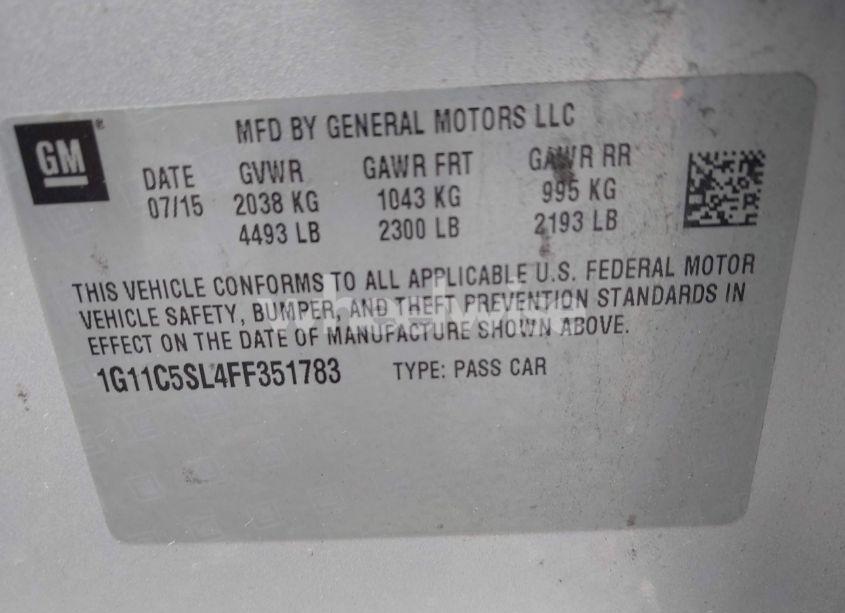 GM®
MFD BY GENERAL MOTORS LLC
DATE GVWR GAWR FRT GAWR RR
07/15 2038 KG 1043 KG 995 KG
4493 LB 2300 LB 2193 LB
THIS VEHICLE CONFORMS TO ALL APPLICABLE U.S. FEDERAL MOTOR
VEHICLE SAFETY, BUMPER, AND THEFT PREVENTION STANDARDS IN
EFFECT ON THE DATE OF MANUFACTURE SHOWN ABOVE.
1G11C5SL4FF351783 TYPE: PASS CAR
wheelwise